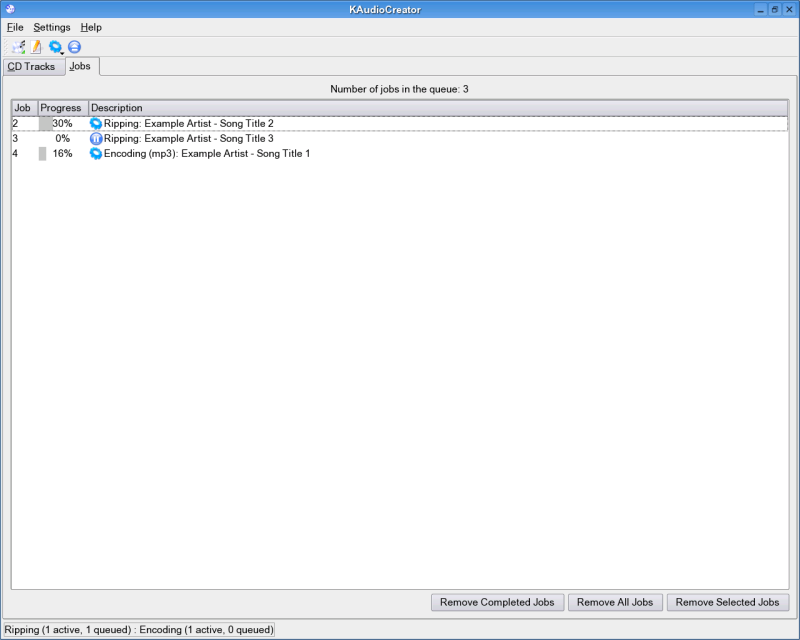 KAudioCreator
File Settings Help
CD Tracks Jobs
Number of jobs in the queue: 3
Job Progress Description
2 30% Ripping: Example Artist - Song Title 2
3 0% Ripping: Example Artist - Song Title 3
4 16% Encoding (mp3): Example Artist - Song Title 1
Remove Completed Jobs Remove All Jobs Remove Selected Jobs
Ripping (1 active, 1 queued) : Encoding (1 active, 0 queued)